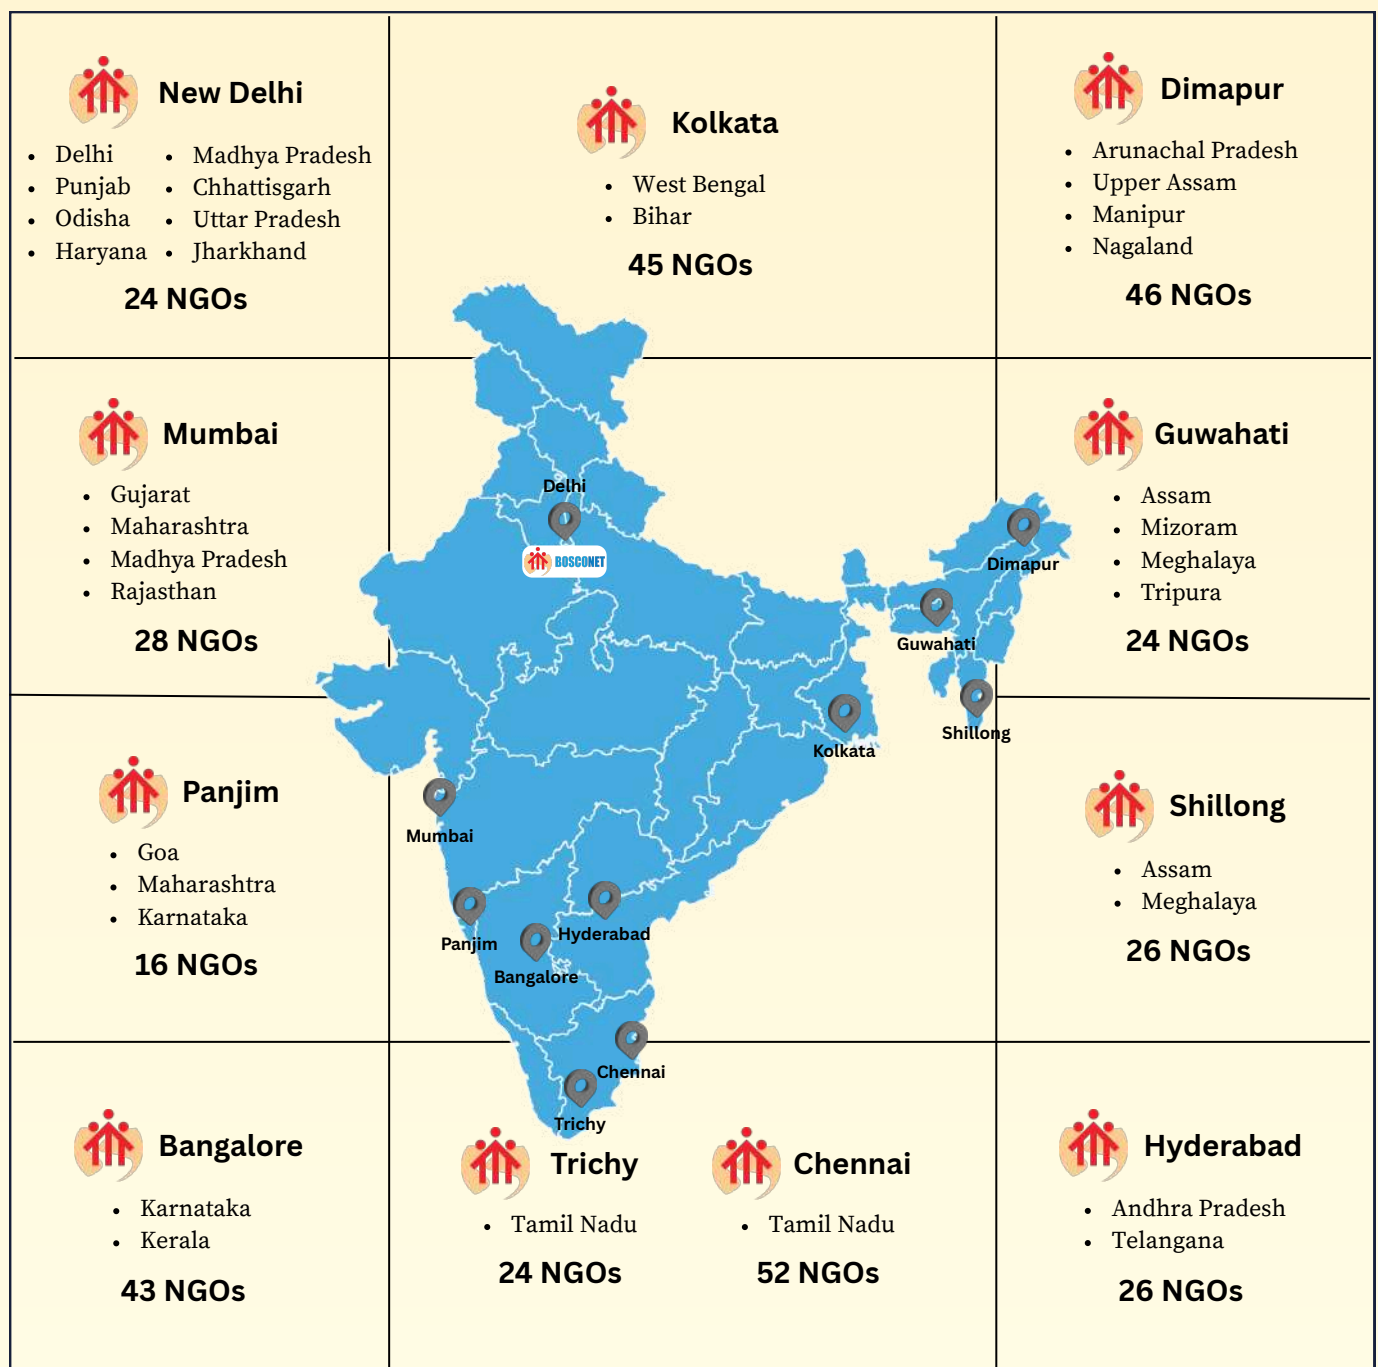 New Delhi
Delhi
Punjab
Odisha
Haryana
Madhya Pradesh
Chhattisgarh
Uttar Pradesh
Jharkhand
24 NGOs
Kolkata
West Bengal
Bihar
45 NGOs
Dimapur
Arunachal Pradesh
Upper Assam
Manipur
Nagaland
46 NGOs
Mumbai
Gujarat
Maharashtra
Madhya Pradesh
Rajasthan
28 NGOs
Delhi
BOSCONET
Dimapur
Guwahati
Shillong
Kolkata
Mumbai
Panjim
Hyderabad
Bangalore
Chennai
Trichy
Guwahati
Assam
Mizoram
Meghalaya
Tripura
24 NGOs
Panjim
Goa
Maharashtra
Karnataka
16 NGOs
Shillong
Assam
Meghalaya
26 NGOs
Bangalore
Karnataka
Kerala
43 NGOs
Trichy
Tamil Nadu
24 NGOs
Chennai
Tamil Nadu
52 NGOs
Hyderabad
Andhra Pradesh
Telangana
26 NGOs